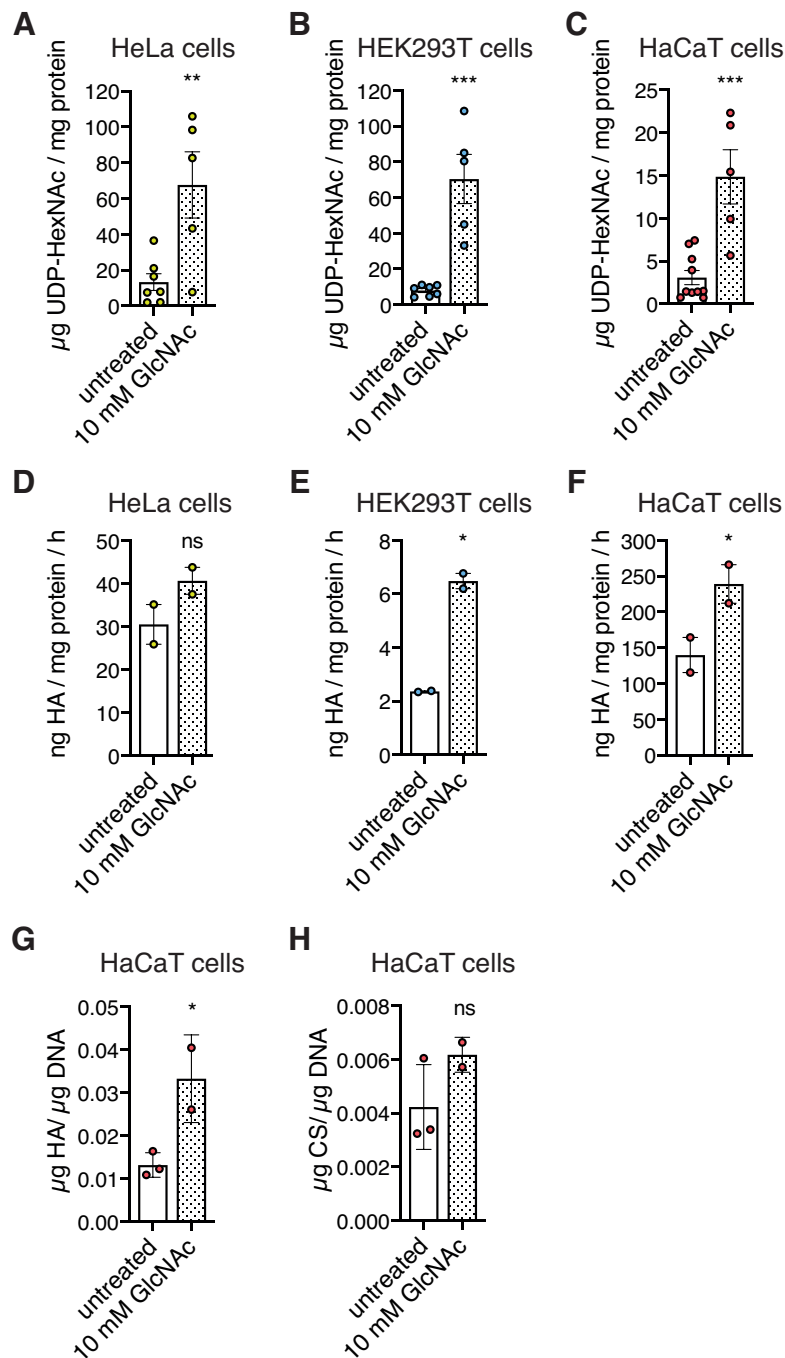 A
HeLa cells
µg UDP-HexNAc / mg protein
**
120
100
80
60
40
20
0
untreated
10 mM GlcNAc
B
HEK293T cells
µg UDP-HexNAc / mg protein
***
120
100
80
60
40
20
0
untreated
10 mM GlcNAc
C
HaCaT cells
µg UDP-HexNAc / mg protein
***
25
20
15
10
5
0
untreated
10 mM GlcNAc
D
HeLa cells
ng HA / mg protein / h
ns
50
40
30
20
10
0
untreated
10 mM GlcNAc
E
HEK293T cells
ng HA / mg protein / h
*
8
6
4
2
0
untreated
10 mM GlcNAc
F
HaCaT cells
ng HA / mg protein / h
*
300
250
200
150
100
50
0
untreated
10 mM GlcNAc
G
HaCaT cells
µg HA/ µg DNA
*
0.05
0.04
0.03
0.02
0.01
0.00
untreated
10 mM GlcNAc
H
HaCaT cells
µg CS/ µg DNA
ns
0.008
0.006
0.004
0.002
0.000
untreated
10 mM GlcNAc